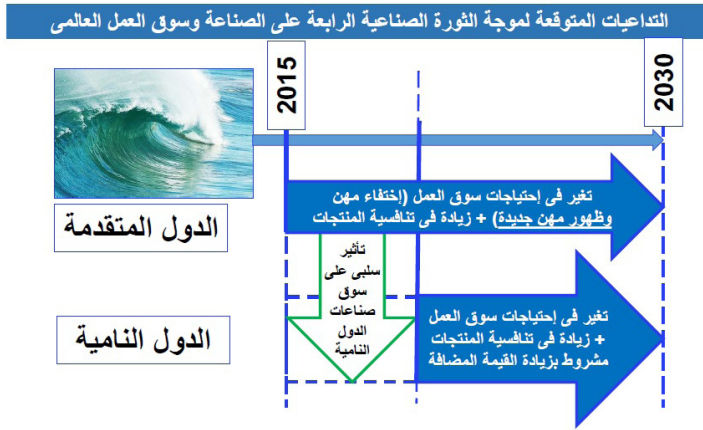 التداعيات المتوقعة لموجة الثورة الصناعية الرابعة على الصناعة وسوق العمل العالمى
2015
2030
تغير فى إحتياجات سوق العمل (إختفاء مهن
وظهور مهن جديدة) + زيادة فى تنافسية المنتجات
الدول المتقدمة
تأثير
سلبى على
سوق
صناعات
الدول
النامية
تغير فى إحتياجات سوق العمل
+ زيادة فى تنافسية المنتجات
مشروط بزيادة القيمة المضافة
الدول النامية